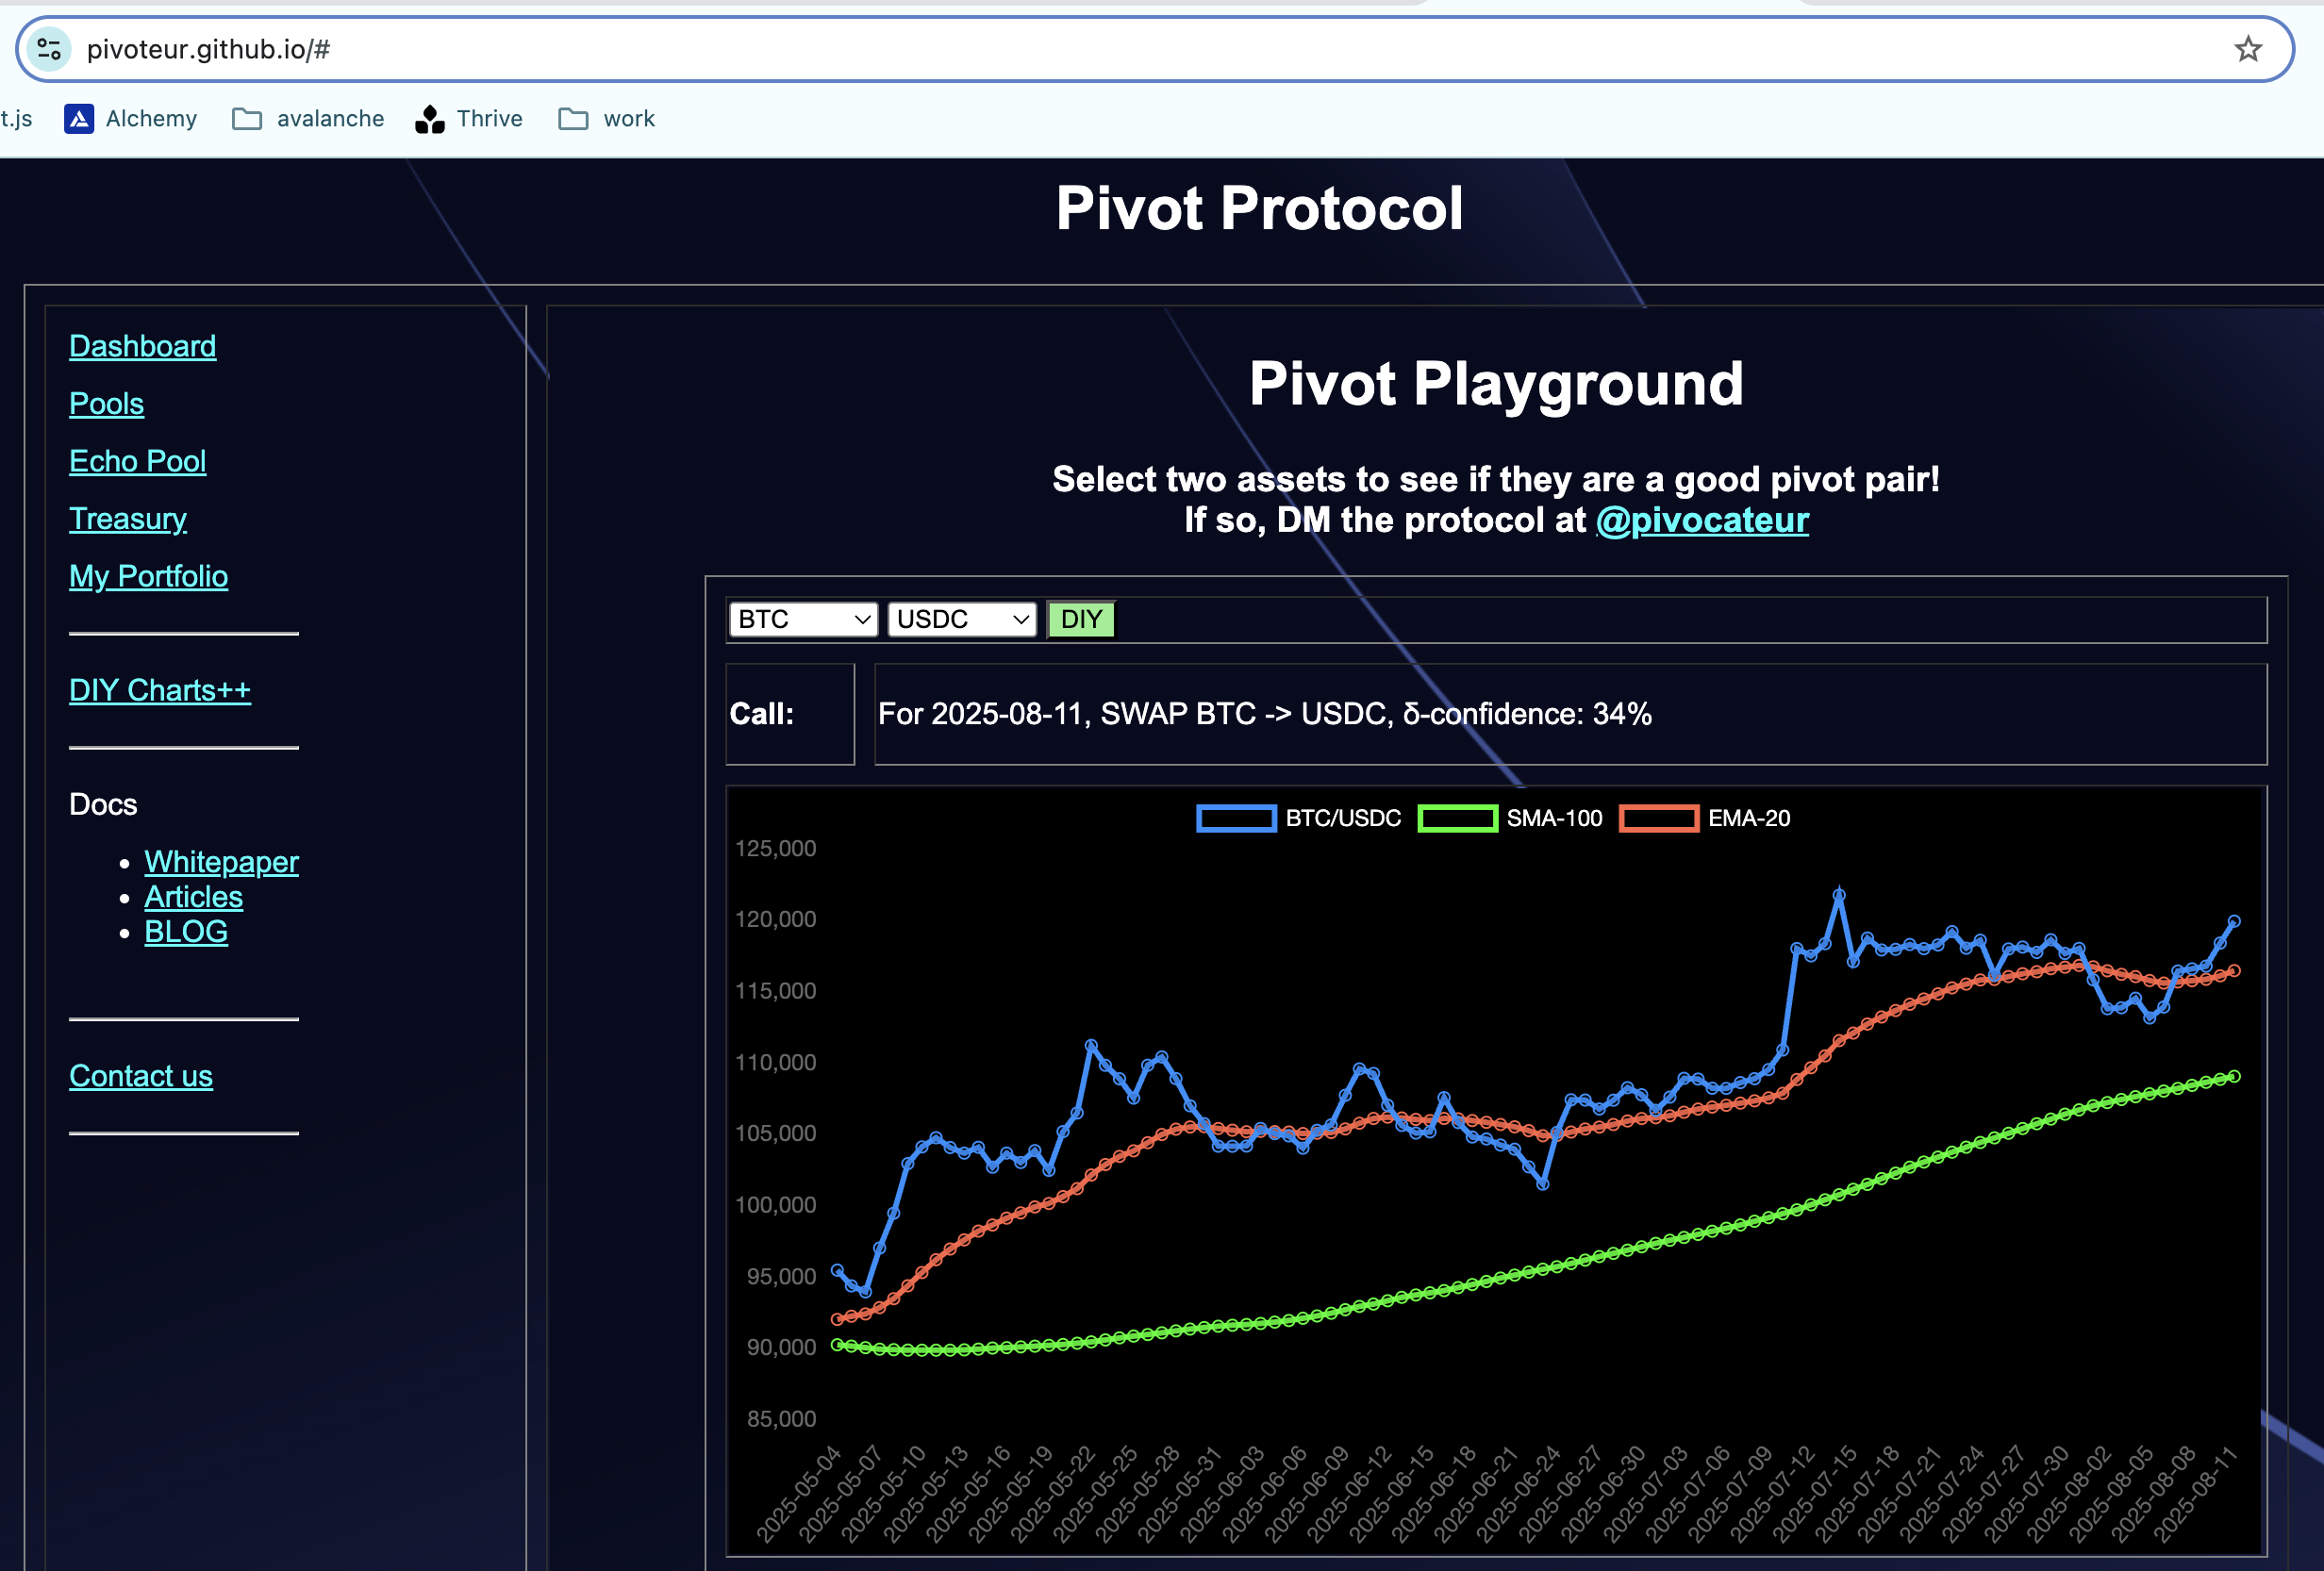 pivoteur.github.io/#
t.js Alchemy avalanche Thrive work
Pivot Protocol
Dashboard
Pools
Echo Pool
Treasury
My Portfolio
DIY Charts++
Docs
Whitepaper
Articles
BLOG
Contact us
Pivot Playground
Select two assets to see if they are a good pivot pair!
If so, DM the protocol at @pivocateur
BTC USDC DIY
Call: For 2025-08-11, SWAP BTC -> USDC, δ-confidence: 34%
BTC/USDC SMA-100 EMA-20
125,000
120,000
115,000
110,000
105,000
100,000
95,000
90,000
85,000
2025-05-04 2025-05-07 2025-05-10 2025-05-13 2025-05-16 2025-05-19 2025-05-22 2025-05-25 2025-05-28 2025-05-31 2025-06-03 2025-06-06 2025-06-09 2025-06-12 2025-06-15 2025-06-18 2025-06-21 2025-06-24 2025-06-27 2025-06-30 2025-07-03 2025-07-06 2025-07-09 2025-07-12 2025-07-15 2025-07-18 2025-07-21 2025-07-24 2025-07-27 2025-07-30 2025-08-02 2025-08-05 2025-08-08 2025-08-11